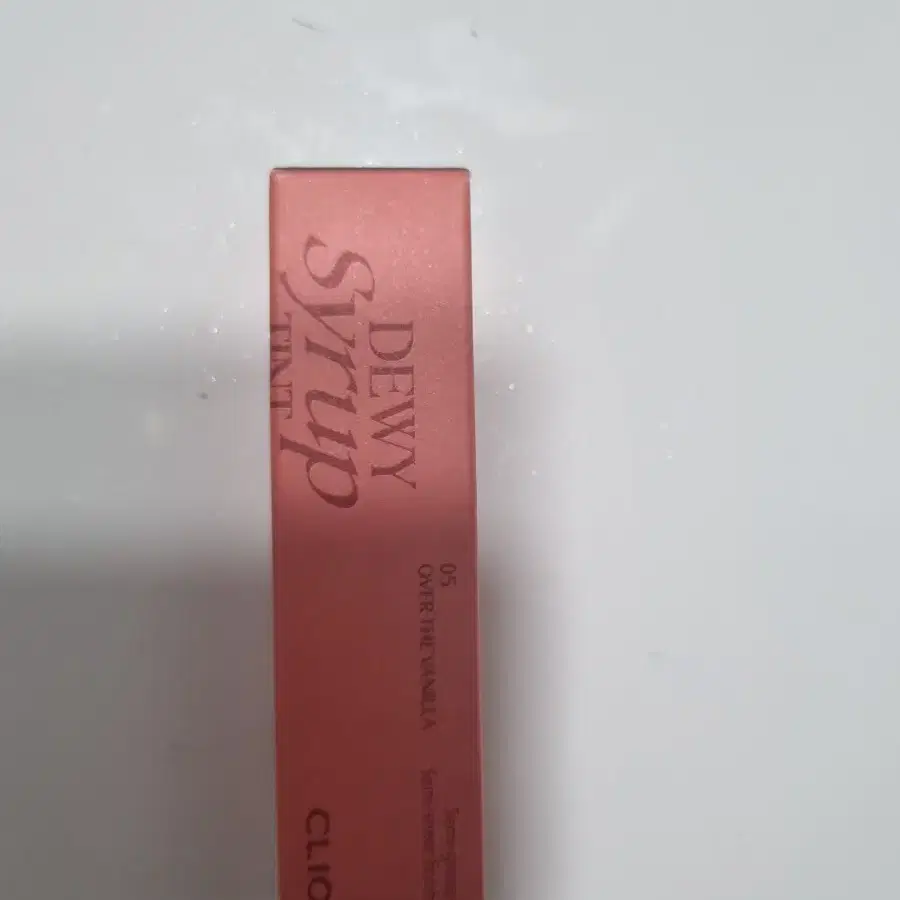 DEWY
syrup
TINT
05
OVER THE VANILLA
CLIO